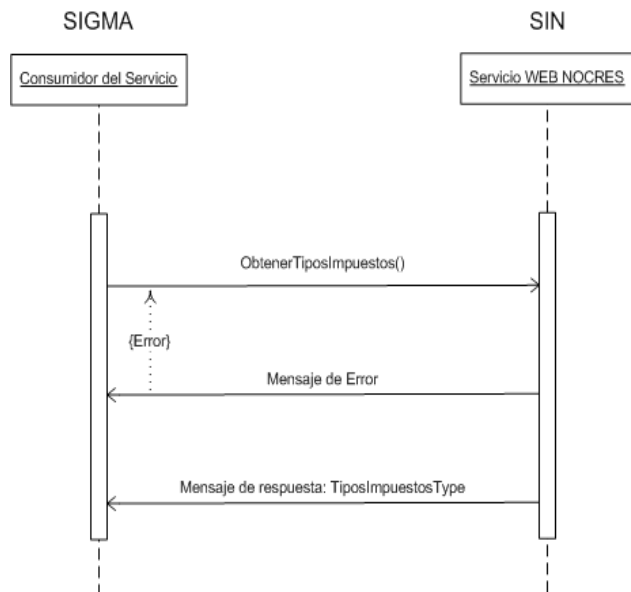 SIGMA
SIN
Consumidor del Servicio
Servicio WEB NOCRES
ObtenerTiposImpuestos()
{Error}
Mensaje de Error
Mensaje de respuesta: TiposImpuestosType